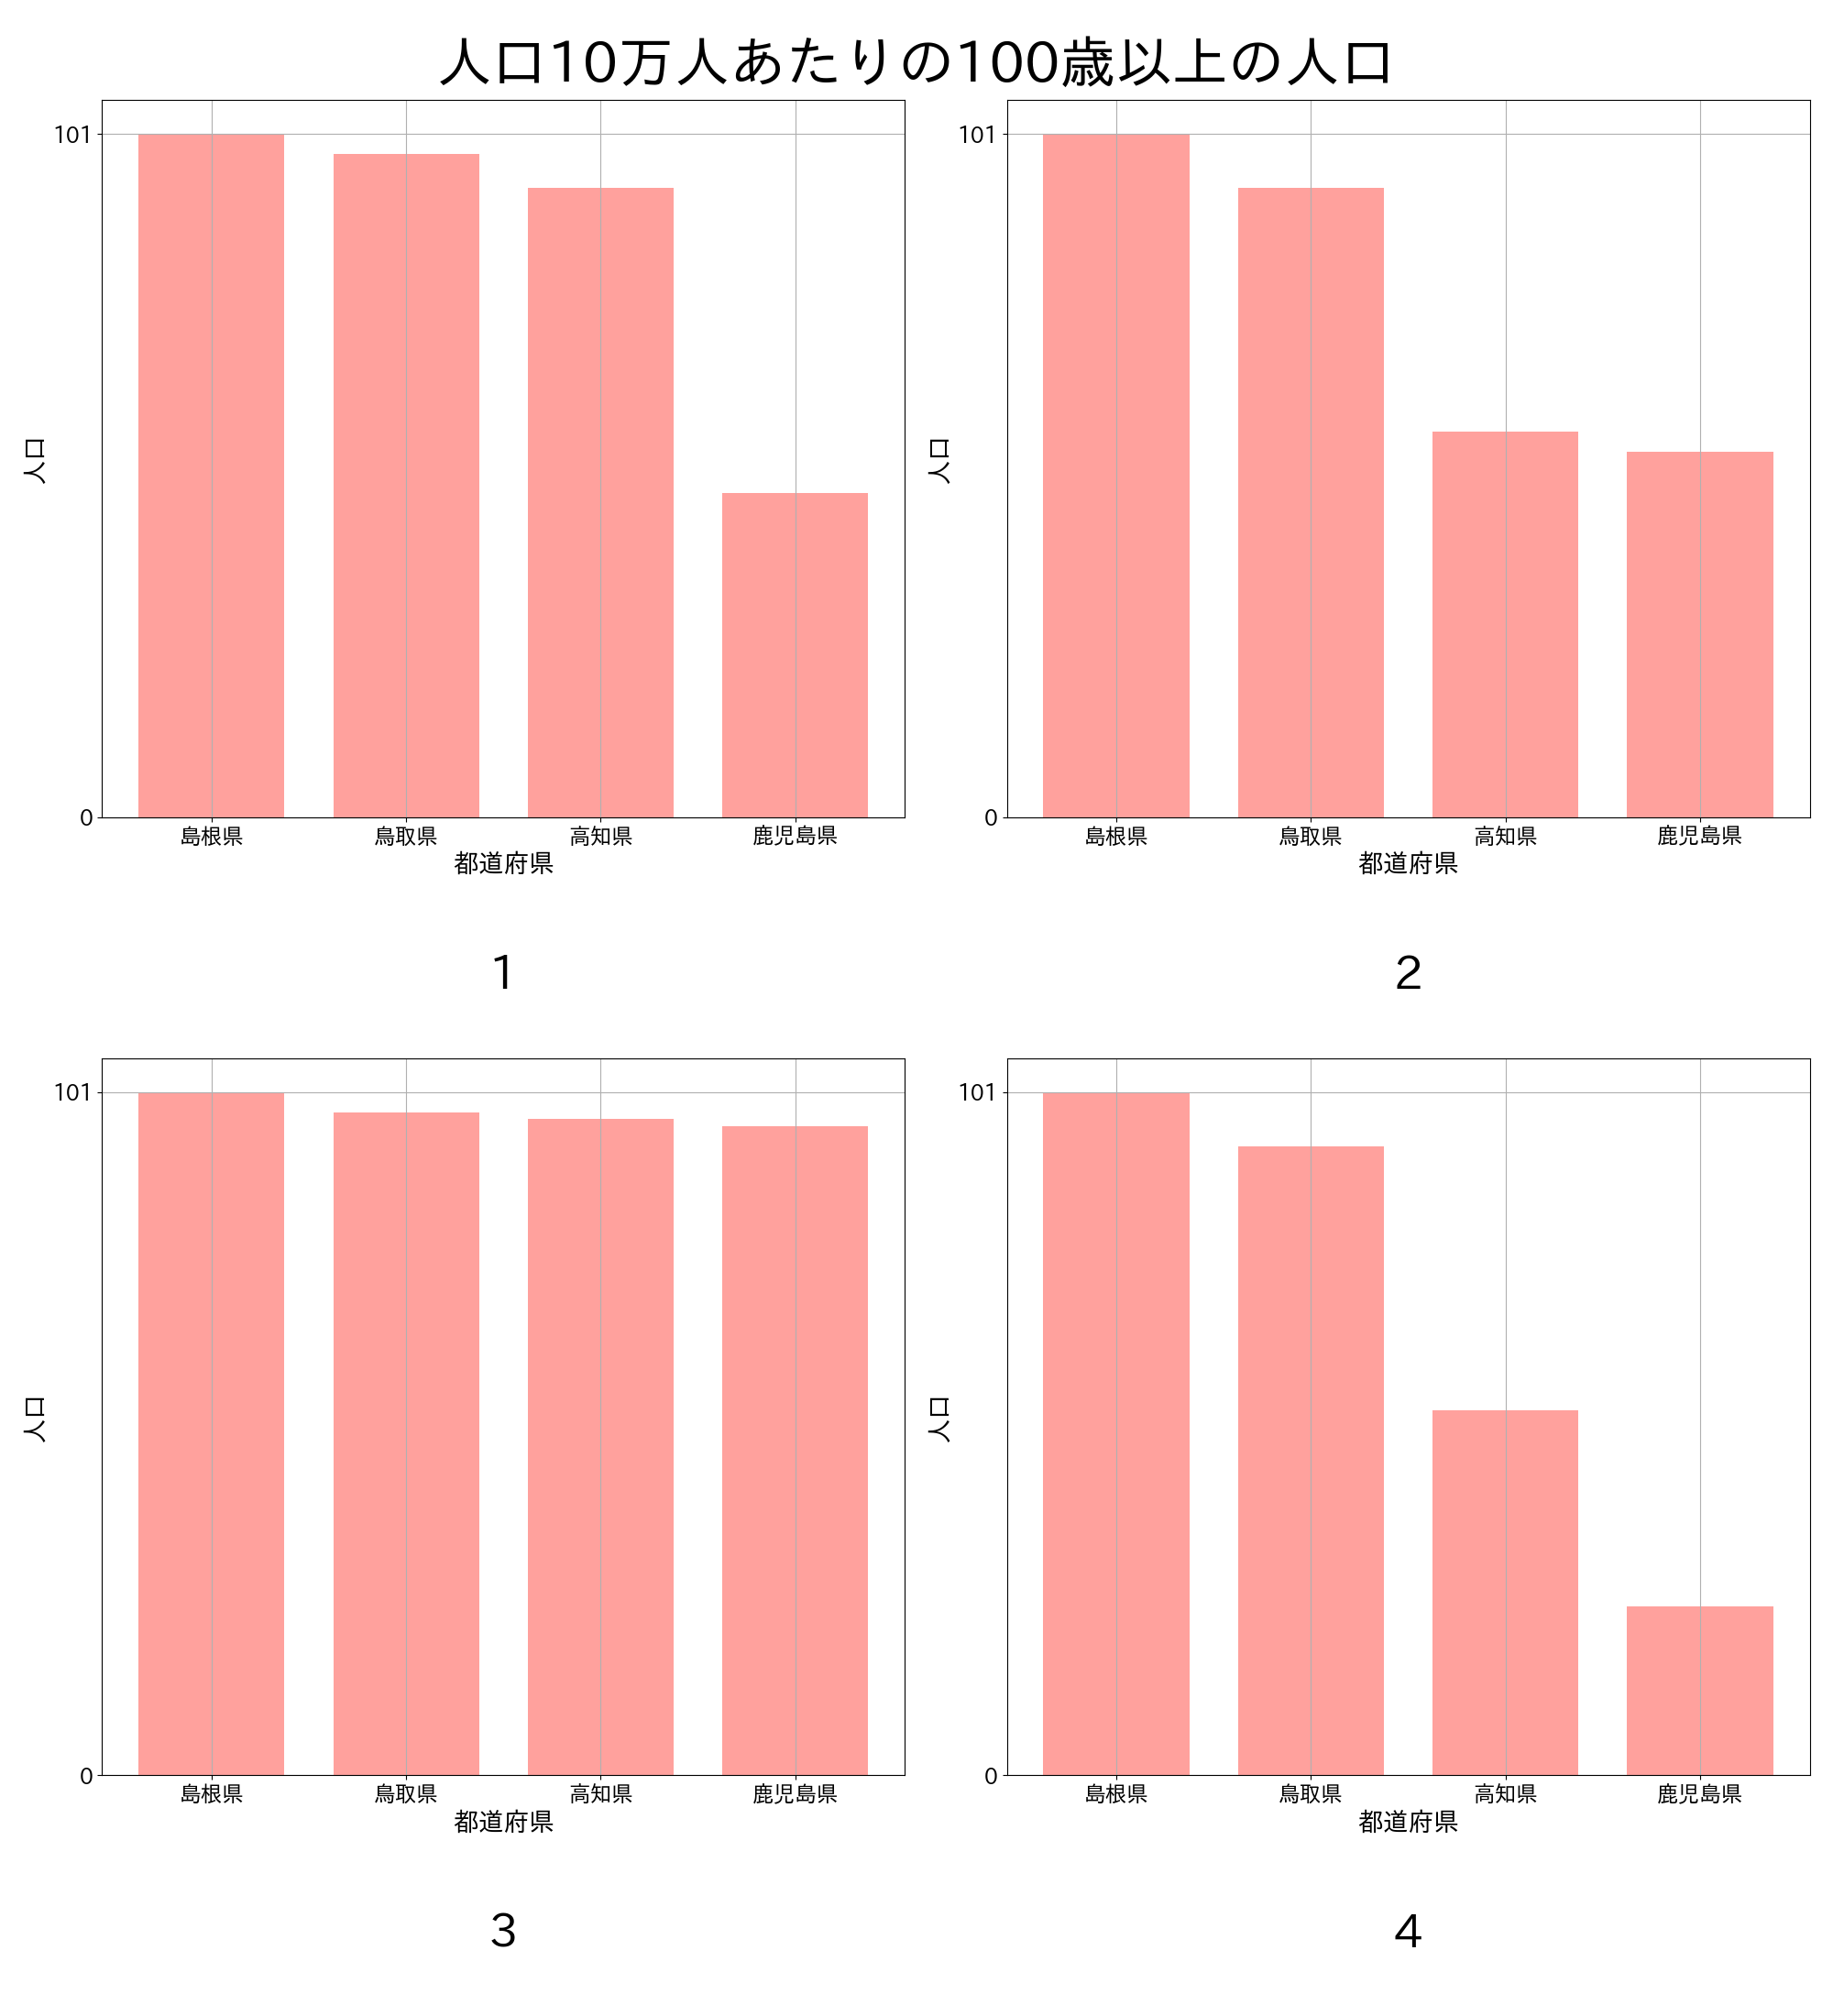 人口10万人あたりの100歳以上の人口
101
0
人口
島根県 鳥取県 高知県 鹿児島県
都道府県
1
101
0
人口
島根県 鳥取県 高知県 鹿児島県
都道府県
2
101
0
人口
島根県 鳥取県 高知県 鹿児島県
都道府県
3
101
0
人口
島根県 鳥取県 高知県 鹿児島県
都道府県
4